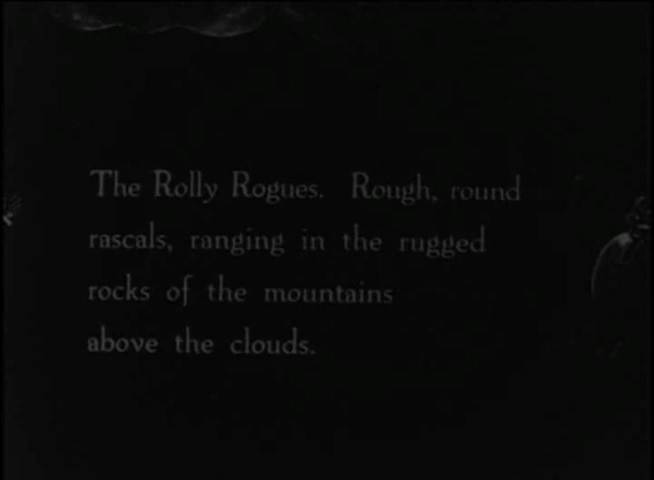 The Rolly Rogues. Rough, round
rascals, ranging in the rugged
rocks of the mountains
above the clouds.